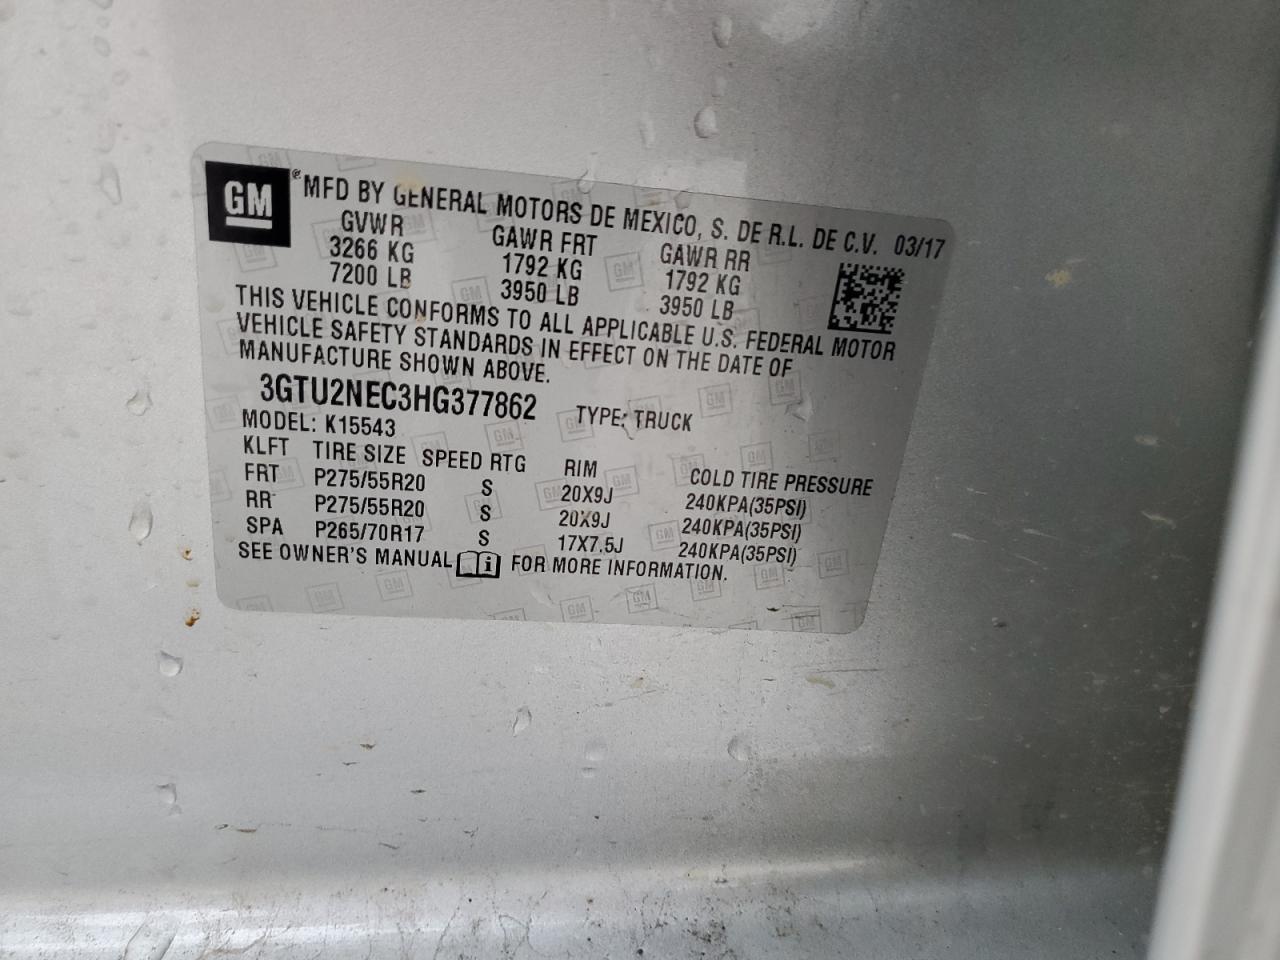 GM
® MFD BY GENERAL MOTORS DE MEXICO, S. DE R.L. DE C.V. 03/17
GVWR GAWR FRT GAWR RR
3266 KG 1792 KG 1792 KG
7200 LB 3950 LB 3950 LB
THIS VEHICLE CONFORMS TO ALL APPLICABLE U.S. FEDERAL MOTOR
VEHICLE SAFETY STANDARDS IN EFFECT ON THE DATE OF
MANUFACTURE SHOWN ABOVE.
3GTU2NEC3HG377862 TYPE: TRUCK
MODEL: K15543
KLFT TIRE SIZE SPEED RTG RIM COLD TIRE PRESSURE
FRT P275/55R20 S 20X9J 240KPA(35PSI)
RR P275/55R20 S 20X9J 240KPA(35PSI)
SPA P265/70R17 S 17X7.5J 240KPA(35PSI)
SEE OWNER'S MANUAL i FOR MORE INFORMATION.